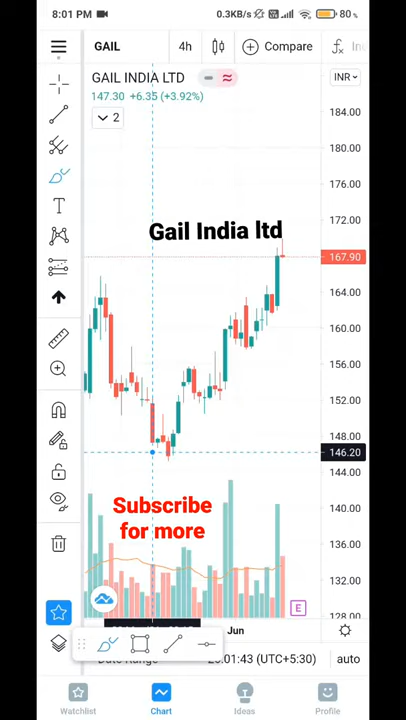 8:01 PM
0.3KB/s
80
GAIL
4h
Compare
GAIL INDIA LTD
INR
147.30 +6.35 (+3.92%)
2
184.00
180.00
176.00
172.00
Gail India ltd
167.90
164.00
160.00
156.00
152.00
148.00
146.20
144.00
140.00
Subscribe
for more
136.00
132.00
128.00
E
Jun
Date Range
(UTC+5:30)
auto
Watchlist
Chart
Ideas
Profile